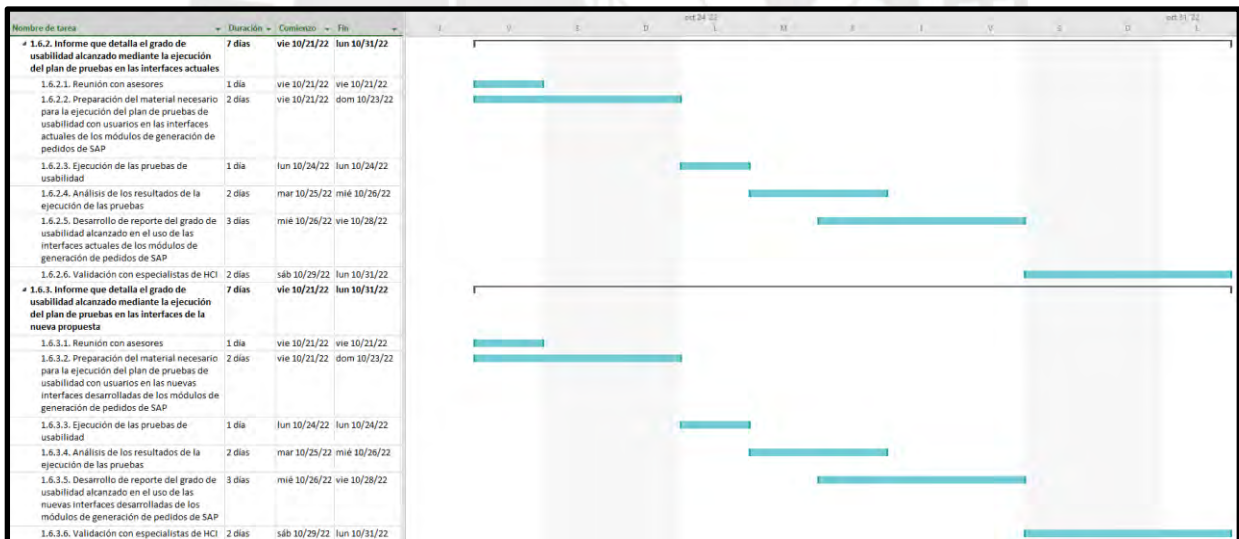 oct 24 '22 oct 31 '22
Nombre de tarea Duración Comienzo Fin J V S D L M X J V S D L
1.6.2. Informe que detalla el grado de 7 días vie 10/21/22 lun 10/31/22
usabilidad alcanzado mediante la ejecución
del plan de pruebas en las interfaces actuales
1.6.2.1. Reunión con asesores 1 día vie 10/21/22 vie 10/21/22
1.6.2.2. Preparación del material necesario 2 días vie 10/21/22 dom 10/23/22
para la ejecución del plan de pruebas de
usabilidad con usuarios en las interfaces
actuales de los módulos de generación de
pedidos de SAP
1.6.2.3. Ejecución de las pruebas de 1 día lun 10/24/22 lun 10/24/22
usabilidad
1.6.2.4. Análisis de los resultados de la 2 días mar 10/25/22 mié 10/26/22
ejecución de las pruebas
1.6.2.5. Desarrollo de reporte del grado de 3 días mié 10/26/22 vie 10/28/22
usabilidad alcanzado en el uso de las
interfaces actuales de los módulos de
generación de pedidos de SAP
1.6.2.6. Validación con especialistas de HCI 2 días sáb 10/29/22 lun 10/31/22
1.6.3. Informe que detalla el grado de 7 días vie 10/21/22 lun 10/31/22
usabilidad alcanzado mediante la ejecución
del plan de pruebas en las interfaces de la
nueva propuesta
1.6.3.1. Reunión con asesores 1 día vie 10/21/22 vie 10/21/22
1.6.3.2. Preparación del material necesario 2 días vie 10/21/22 dom 10/23/22
para la ejecución del plan de pruebas de
usabilidad con usuarios en las nuevas
interfaces desarrolladas de los módulos de
generación de pedidos de SAP
1.6.3.3. Ejecución de las pruebas de 1 día lun 10/24/22 lun 10/24/22
usabilidad
1.6.3.4. Análisis de los resultados de la 2 días mar 10/25/22 mié 10/26/22
ejecución de las pruebas
1.6.3.5. Desarrollo de reporte del grado de 3 días mié 10/26/22 vie 10/28/22
usabilidad alcanzado en el uso de las
nuevas interfaces desarrolladas de los
módulos de generación de pedidos de SAP
1.6.3.6. Validación con especialistas de HCI 2 días sáb 10/29/22 lun 10/31/22